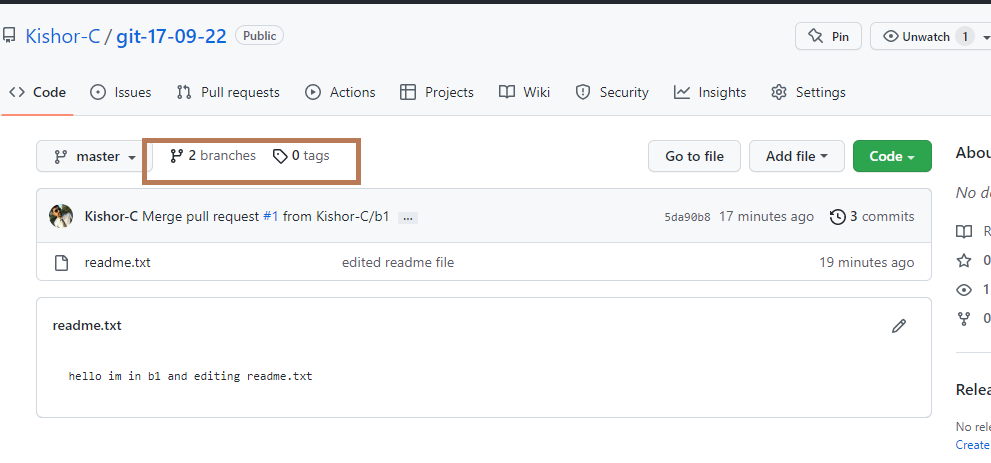 Kishor-C / git-17-09-22 Public
Pin Unwatch 1
<> Code Issues Pull requests Actions Projects Wiki Security Insights Settings
master 2 branches 0 tags Go to file Add file Code
Kishor-C Merge pull request #1 from Kishor-C/b1 ... 5da90b8 17 minutes ago 3 commits
readme.txt edited readme file 19 minutes ago
readme.txt
hello im in b1 and editing readme.txt
Abou
No de
R
0
1
0
Relea
No rele
Create